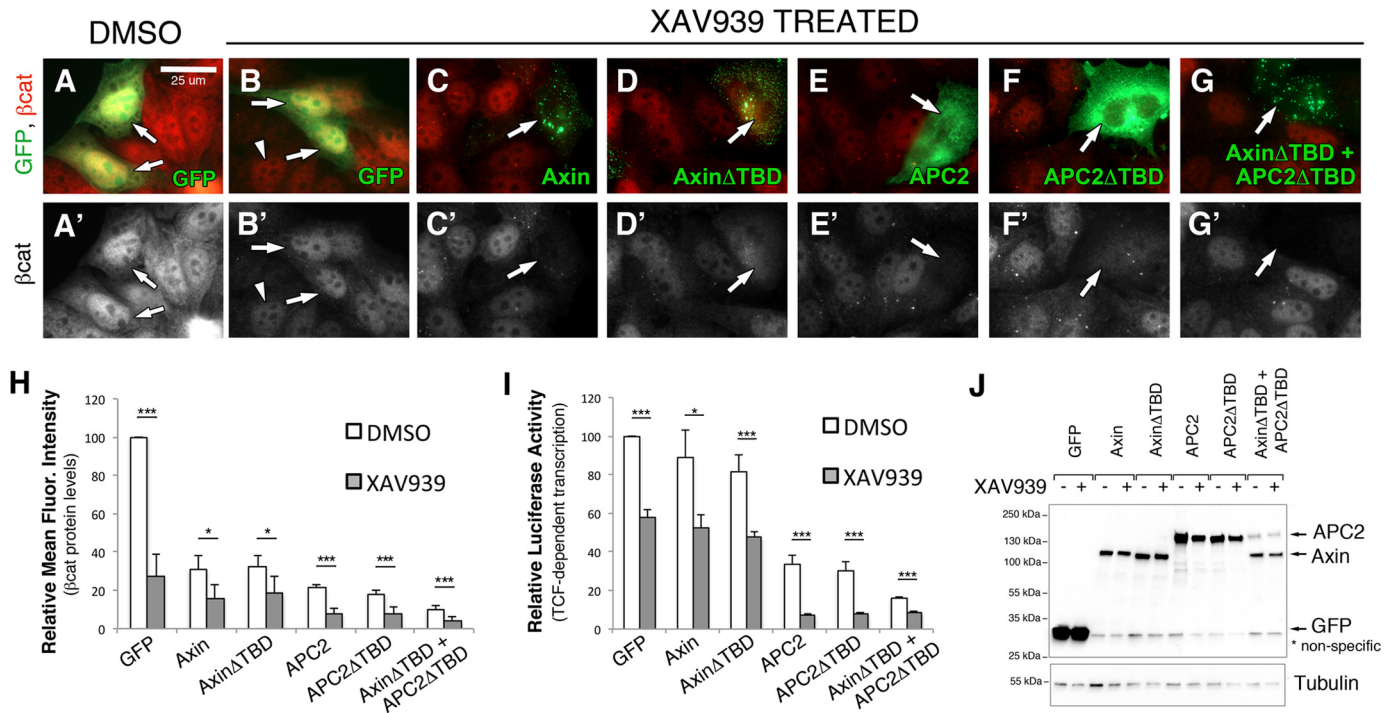 DMSO
XAV939 TREATED
GFP, βcat
A
25 um
GFP
B
GFP
C
Axin
D
AxinΔTBD
E
APC2
F
APC2ΔTBD
G
AxinΔTBD +
APC2ΔTBD
βcat
A’
B’
C’
D’
E’
F’
G’
H
Relative Mean Fluor. Intensity
(βcat protein levels)
120
100
80
60
40
20
0
***
*
*
***
***
***
DMSO
XAV939
GFP
Axin
AxinΔTBD
APC2
APC2ΔTBD
AxinΔTBD +
APC2ΔTBD
I
Relative Luciferase Activity
(TCF-dependent transcription)
120
100
80
60
40
20
0
***
*
***
***
***
***
DMSO
XAV939
GFP
Axin
AxinΔTBD
APC2
APC2ΔTBD
AxinΔTBD +
APC2ΔTBD
J
GFP
Axin
AxinΔTBD
APC2
APC2ΔTBD
AxinΔTBD +
APC2ΔTBD
XAV939 - + - + - + - + - + - +
250 kDa
130 kDa
100 kDa
55 kDa
35 kDa
25 kDa
APC2
Axin
GFP
* non-specific
55 kDa
Tubulin